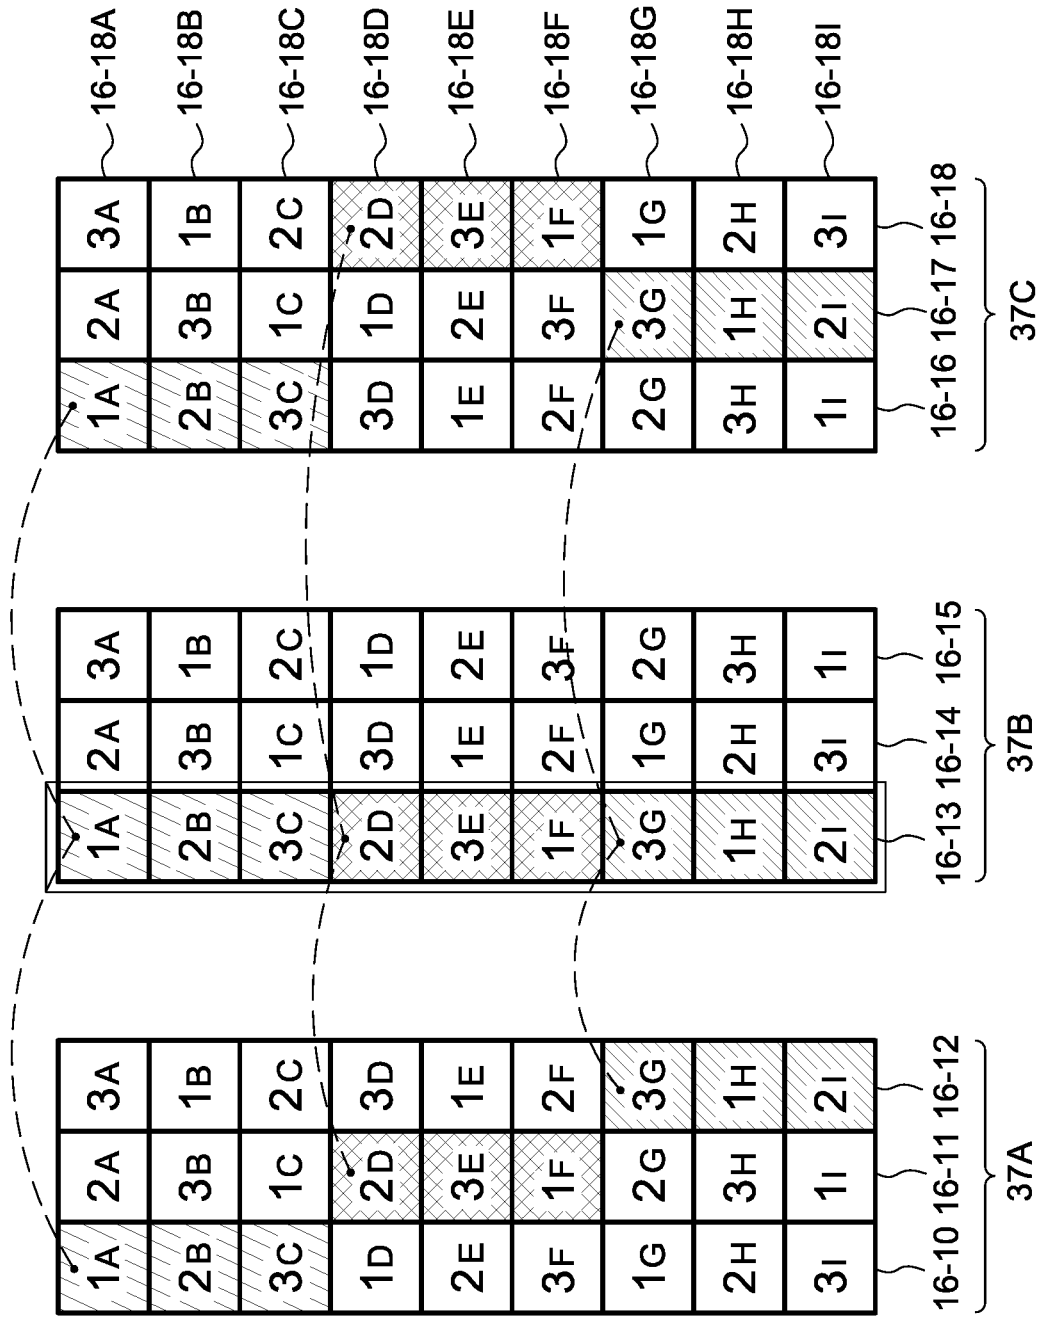 1A 2A 3A 1A 2A 3A 1A 2A 3A 16-18A
2B 3B 1B 2B 3B 1B 2B 3B 1B 16-18B
3C 1C 2C 3C 1C 2C 3C 1C 2C 16-18C
1D 2D 3D 2D 3D 1D 3D 1D 2D 16-18D
2E 3E 1E 3E 1E 2E 1E 2E 3E 16-18E
3F 1F 2F 1F 2F 3F 2F 3F 1F 16-18F
1G 2G 3G 3G 1G 2G 2G 3G 1G 16-18G
2H 3H 1H 1H 2H 3H 3H 1H 2H 16-18H
3I 1I 2I 2I 3I 1I 1I 2I 3I 16-18I
16-10 16-11 16-12 16-13 16-14 16-15 16-16 16-17 16-18
37A 37B 37C